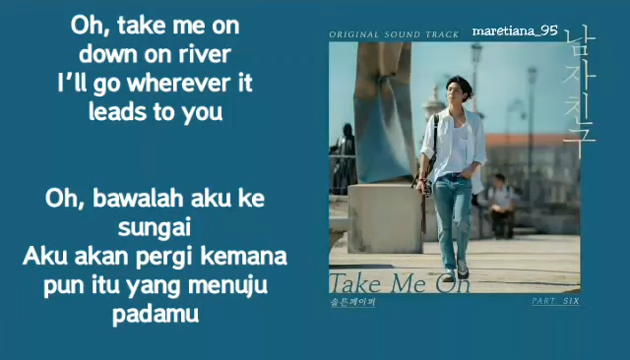 Oh, take me on
down on river
I'll go wherever it
leads to you
Oh, bawalah aku ke
sungai
Aku akan pergi kemana
pun itu yang menuju
padamu
ORIGINAL SOUND TRACK
maretiana_95
남자친구
Take Me On
솔튼페이퍼
PART. SIX